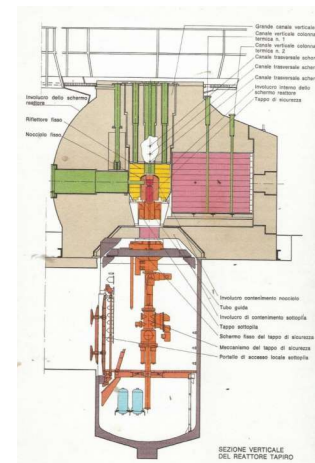 Grande canale verticale
Canale verticale colonna
termica n. 1
Canale verticale colonna
termica n. 2
Canale trasversale scher
Canale trasversale scher
Canale trasversale scher
Involucro interno dello
schermo reattore
Tappo di sicurezza
Involucro dello schermo
reattore
Riflettore fisso
Nocciolo fisso
Involucro contenimento nocciolo
Tubo guida
Involucro di contenimento sottopila
Tappo sottopila
Schermo fisso del tappo di sicurezza
Meccanismo del tappo di sicurezza
Portello di accesso locale sottopila
SEZIONE VERTICALE
DEL REATTORE TAPIRO